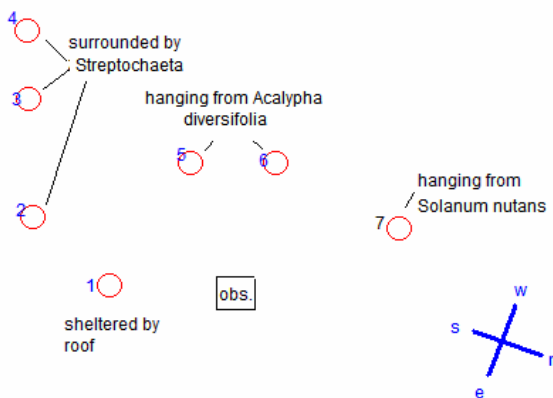 4
surrounded by
Streptochaeta
3
hanging from Acalypha
diversifolia
5
6
hanging from
Solanum nutans
2
7
1
obs.
sheltered by
roof
w
s
n
e